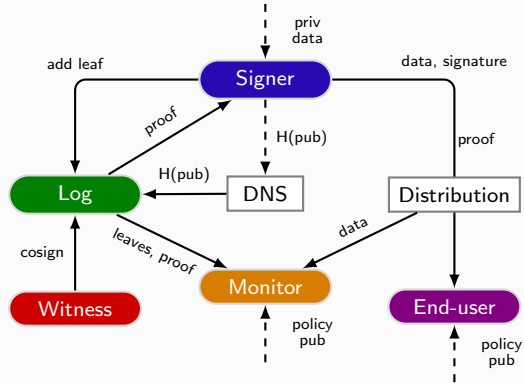 priv
data
add leaf
Signer
data, signature
proof
H(pub)
proof
H(pub)
Log
DNS
Distribution
leaves, proof
data
cosign
Monitor
Witness
End-user
policy
pub
policy
pub